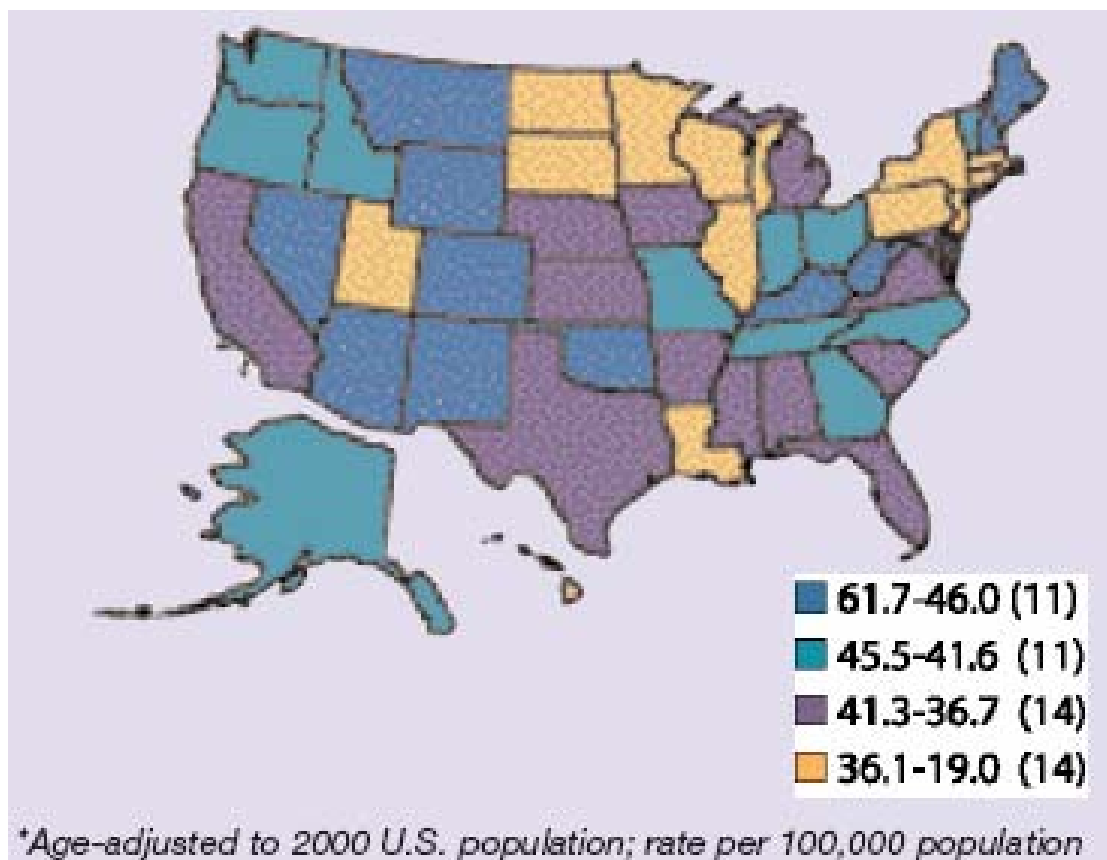 61.7-46.0 (11)
45.5-41.6 (11)
41.3-36.7 (14)
36.1-19.0 (14)
*Age-adjusted to 2000 U.S. population; rate per 100,000 population